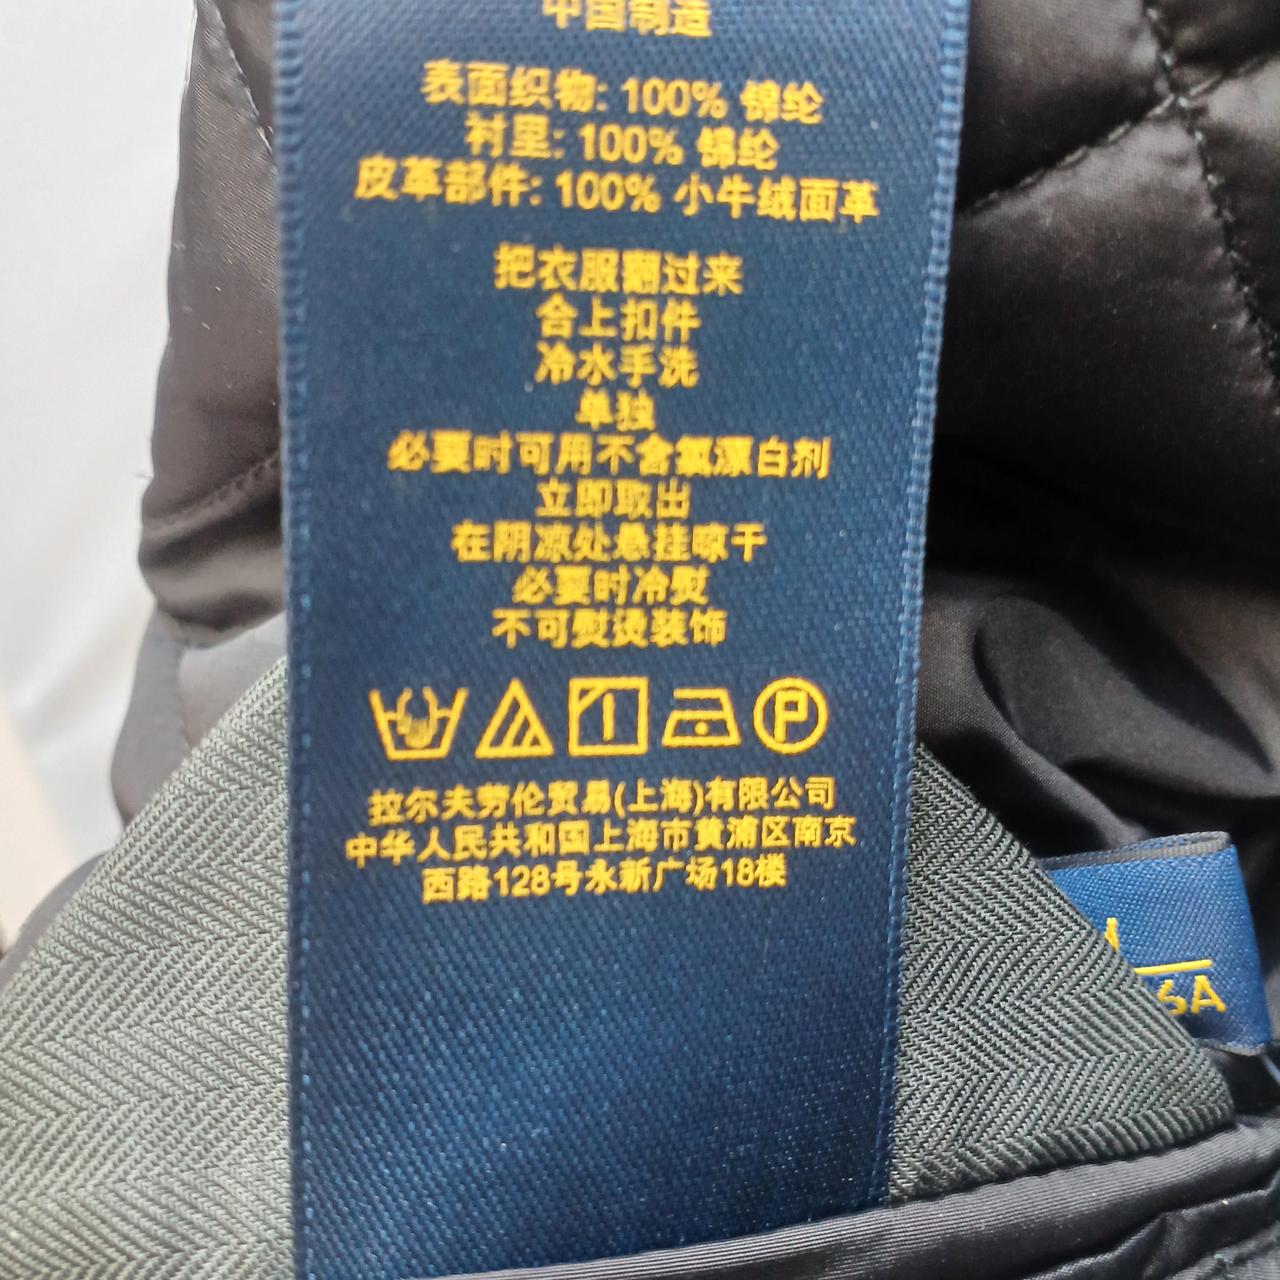 中国制造
表面织物: 100% 锦纶
衬里: 100% 锦纶
皮革部件: 100% 小牛绒面革
把衣服翻过来
合上扣件
冷水手洗
单独
必要时可用不含氯漂白剂
立即取出
在阴凉处悬挂晾干
必要时冷熨
不可熨烫装饰
P
拉尔夫劳伦贸易(上海)有限公司
中华人民共和国上海市黄浦区南京
西路128号永新广场18楼
SA